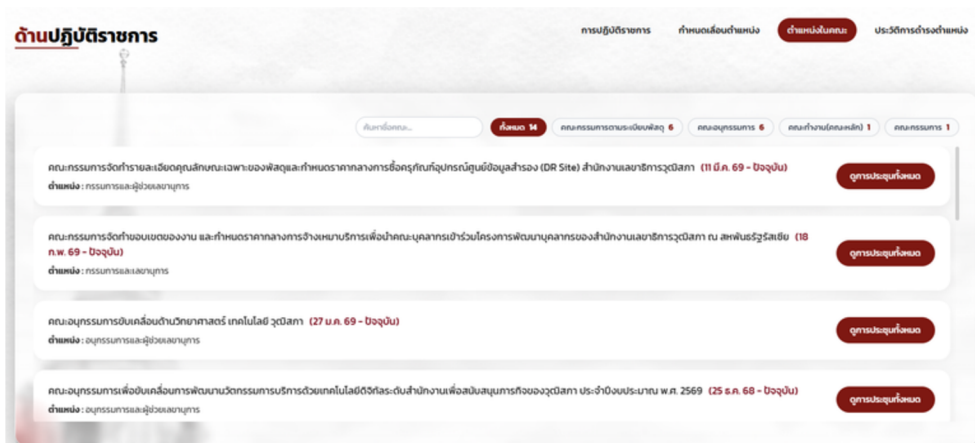 ด้านปฏิบัติราชการ
การปฏิบัติราชการ กำหนดเลื่อนตำแหน่ง ตำแหน่งในคณะ ประวัติการดำรงตำแหน่ง
ค้นหาชื่อคณะ... ทั้งหมด 14 คณะกรรมการตามระเบียบพัสดุ 6 คณะอนุกรรมการ 6 คณะทำงาน(คณะหลัก) 1 คณะกรรมการ 1
คณะกรรมการจัดทำรายละเอียดคุณลักษณะเฉพาะของพัสดุและกำหนดราคากลางการซื้อครุภัณฑ์อุปกรณ์ศูนย์ข้อมูลสำรอง (DR Site) สำนักงานเลขาธิการวุฒิสภา (11 มี.ค. 69 - ปัจจุบัน)
ตำแหน่ง : กรรมการและผู้ช่วยเลขานุการ
ดูการประชุมทั้งหมด
คณะกรรมการจัดทำขอบเขตของงาน และกำหนดราคากลางการจ้างเหมาบริการเพื่อนำคณะบุคลากรเข้าร่วมโครงการพัฒนาบุคลากรของสำนักงานเลขาธิการวุฒิสภา ณ สหพันธรัฐรัสเซีย (18
ก.พ. 69 - ปัจจุบัน)
ตำแหน่ง : กรรมการและเลขานุการ
ดูการประชุมทั้งหมด
คณะอนุกรรมการขับเคลื่อนด้านวิทยาศาสตร์ เทคโนโลยี วุฒิสภา (27 ม.ค. 69 - ปัจจุบัน)
ตำแหน่ง : อนุกรรมการและผู้ช่วยเลขานุการ
ดูการประชุมทั้งหมด
คณะอนุกรรมการเพื่อขับเคลื่อนการพัฒนานวัตกรรมการบริการด้วยเทคโนโลยีดิจิทัลระดับสำนักงานเพื่อสนับสนุนภารกิจของวุฒิสภา ประจำปีงบประมาณ พ.ศ. 2569 (25 ธ.ค. 68 - ปัจจุบัน)
ตำแหน่ง : อนุกรรมการและผู้ช่วยเลขานุการ
ดูการประชุมทั้งหมด